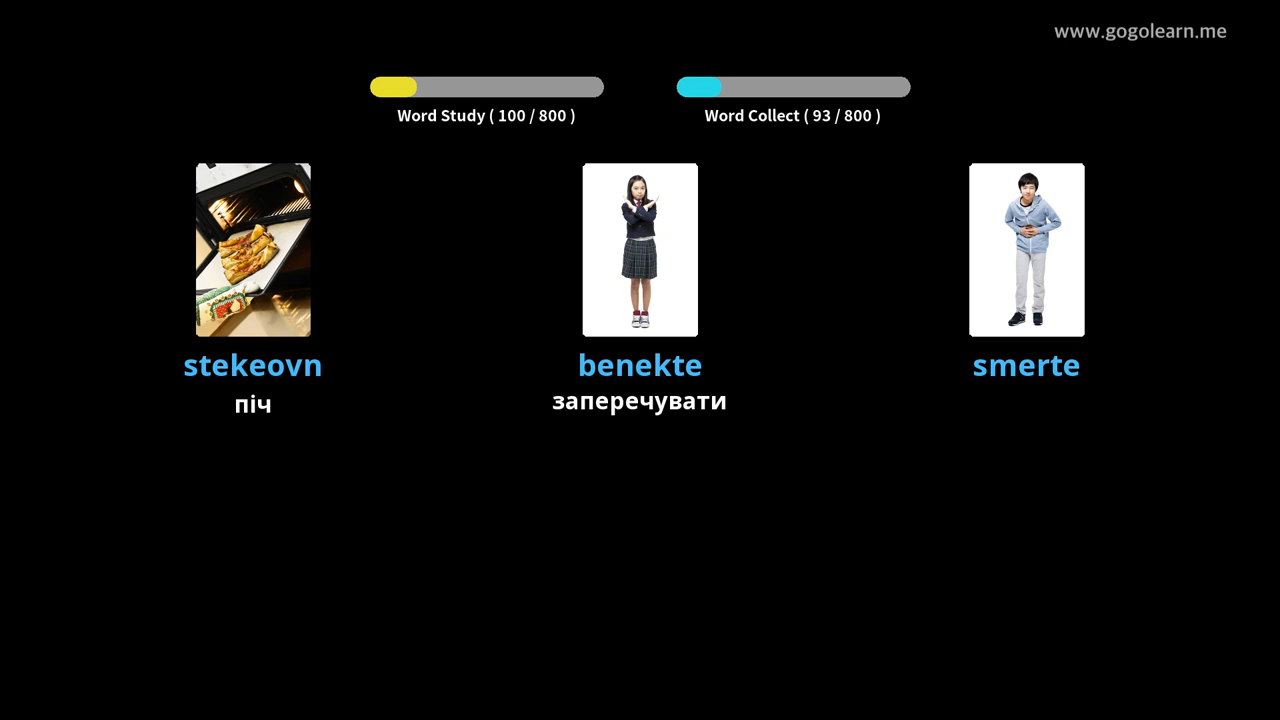 www.gogolearn.me
Word Study ( 100 / 800 )
Word Collect ( 93 / 800 )
stekeovn
benekte
smerte
піч
заперечувати